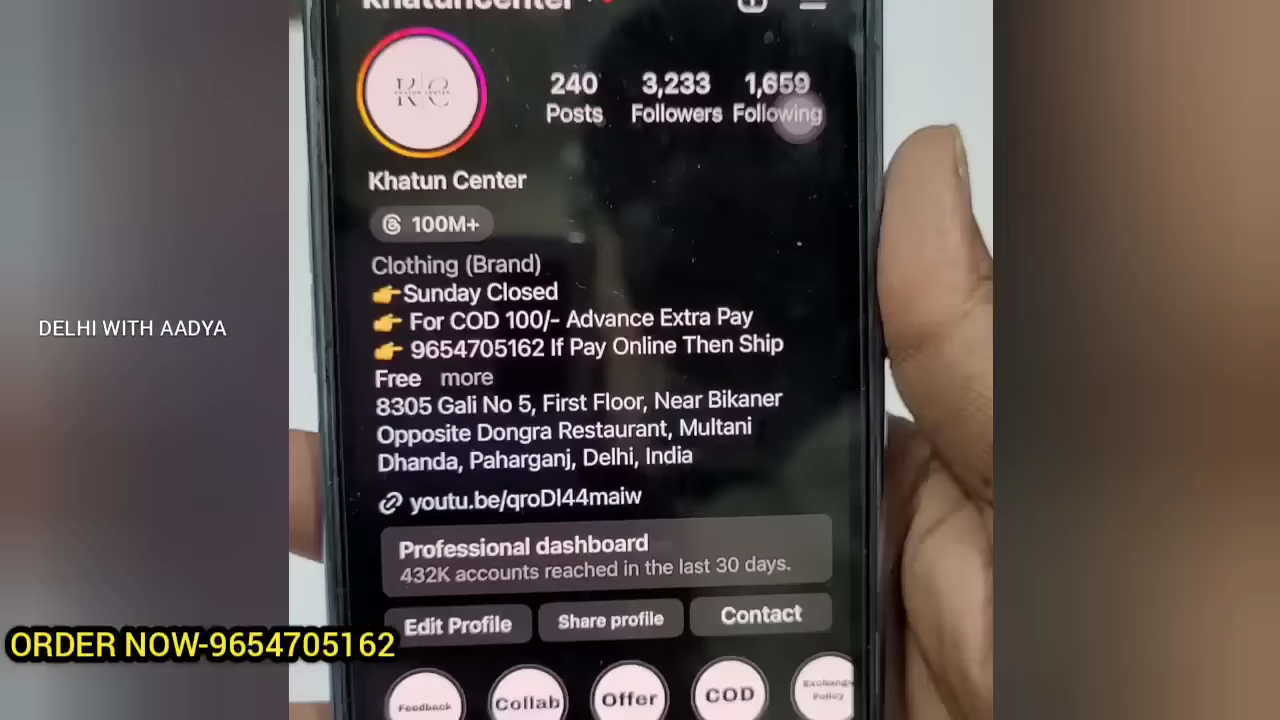 khatuncenter
K|C
240
Posts
3,233
Followers
1,659
Following
Khatun Center
100M+
Clothing (Brand)
👉Sunday Closed
👉 For COD 100/- Advance Extra Pay
👉 9654705162 If Pay Online Then Ship
Free more
8305 Gali No 5, First Floor, Near Bikaner
Opposite Dongra Restaurant, Multani
Dhanda, Paharganj, Delhi, India
youtu.be/qroDl44maiw
Professional dashboard
432K accounts reached in the last 30 days.
Edit Profile
Share profile
Contact
Feedback
Collab
Offer
COD
Exchange
Policy
DELHI WITH AADYA
ORDER NOW-9654705162